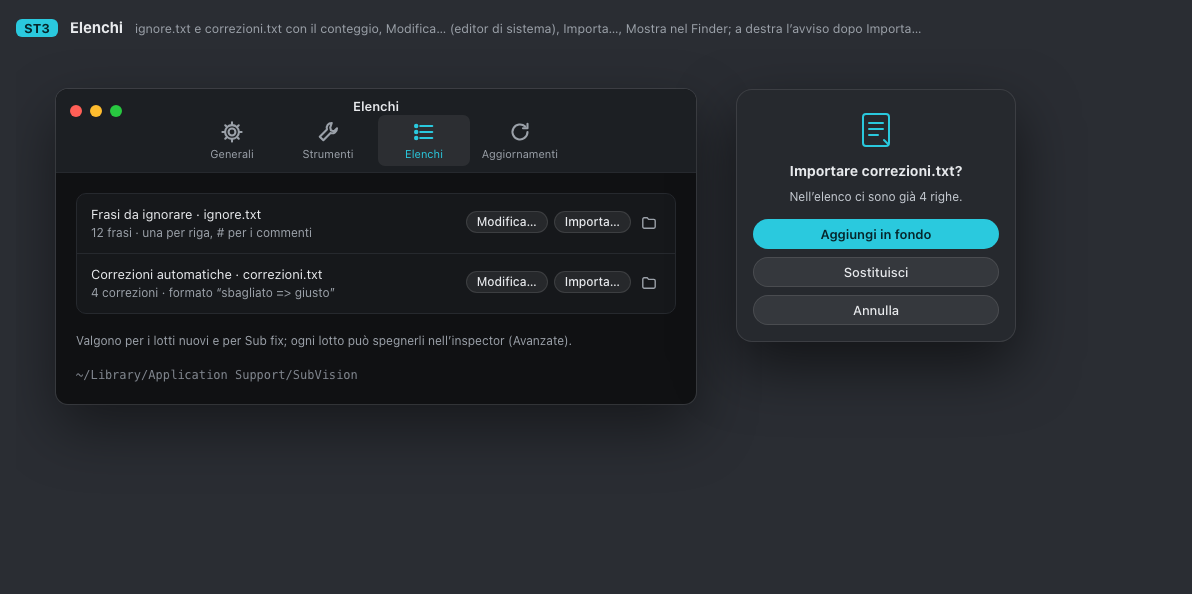 ST3 Elenchi ignore.txt e correzioni.txt con il conteggio, Modifica… (editor di sistema), Importa…, Mostra nel Finder; a destra l’avviso dopo Importa…
Elenchi
Generali Strumenti Elenchi Aggiornamenti
Frasi da ignorare · ignore.txt
12 frasi · una per riga, # per i commenti
Modifica… Importa…
Correzioni automatiche · correzioni.txt
4 correzioni · formato “sbagliato => giusto”
Modifica… Importa…
Valgono per i lotti nuovi e per Sub fix; ogni lotto può spegnerli nell’inspector (Avanzate).
~/Library/Application Support/SubVision
Importare correzioni.txt?
Nell’elenco ci sono già 4 righe.
Aggiungi in fondo
Sostituisci
Annulla